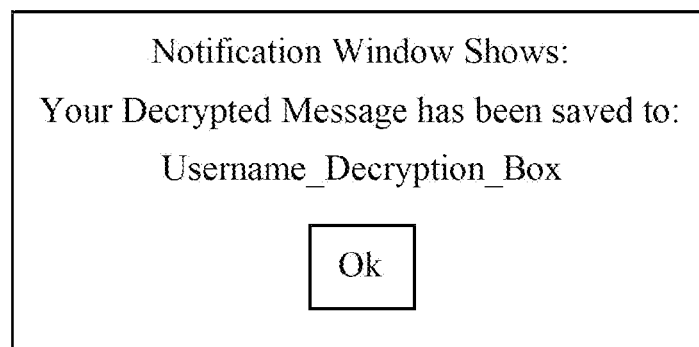 Notification Window Shows:
Your Decrypted Message has been saved to:
Username_Decryption_Box
Ok